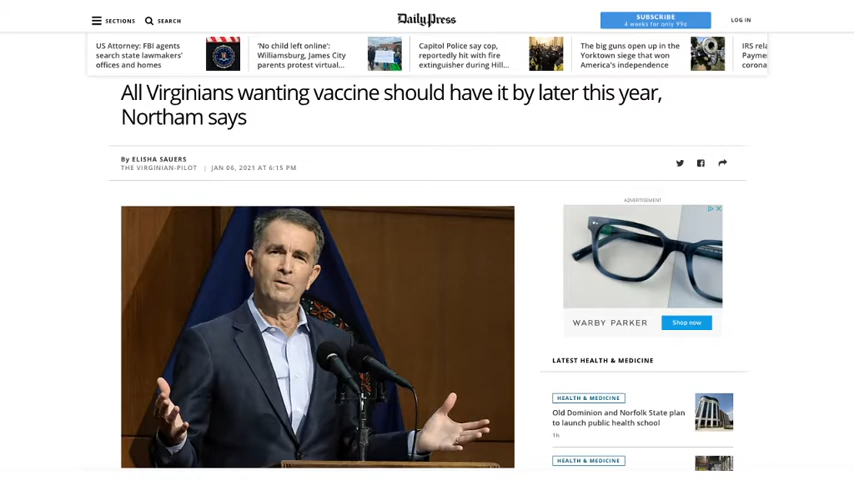 SECTIONS
SEARCH
Daily Press
SUBSCRIBE
4 weeks for only 99¢
LOG IN
US Attorney: FBI agents
search state lawmakers'
offices and homes
'No child left online':
Williamsburg, James City
parents protest virtual...
Capitol Police say cop,
reportedly hit with fire
extinguisher during Hill...
The big guns open up in the
Yorktown siege that won
America's independence
IRS rela
Payme
corona
All Virginians wanting vaccine should have it by later this year,
Northam says
By ELISHA SAUERS
THE VIRGINIAN-PILOT | JAN 06, 2021 AT 6:15 PM
ADVERTISEMENT
WARBY PARKER
Shop now
LATEST HEALTH & MEDICINE
HEALTH & MEDICINE
Old Dominion and Norfolk State plan
to launch public health school
1h
HEALTH & MEDICINE